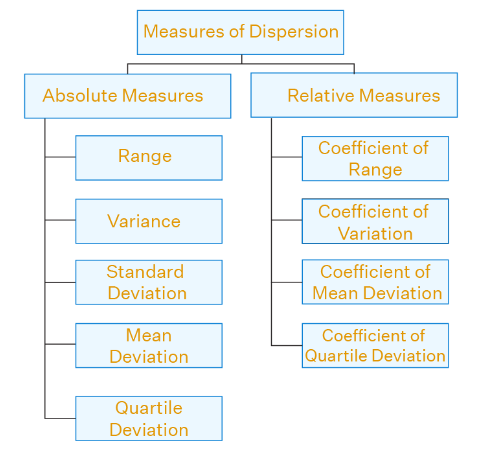 Measures of Dispersion
Absolute Measures
Relative Measures
Range
Variance
Standard
Deviation
Mean
Deviation
Quartile
Deviation
Coefficient of
Range
Coefficient of
Variation
Coefficient of
Mean Deviation
Coefficient of
Quartile Deviation